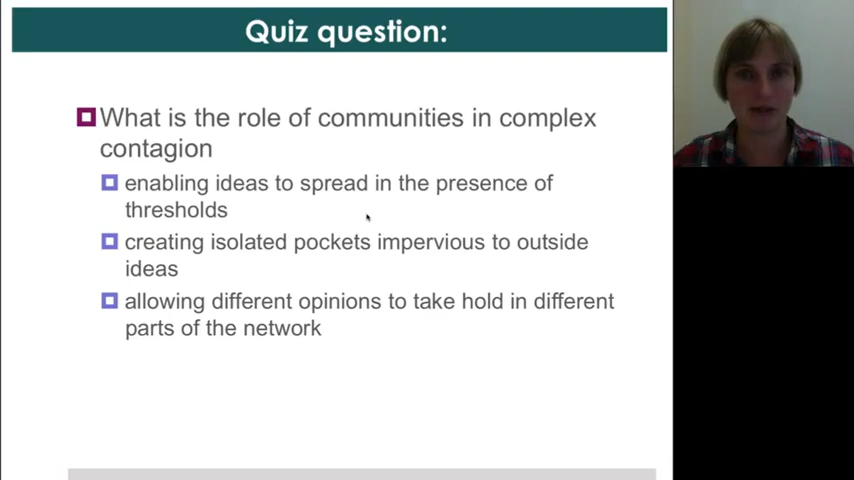 Quiz question:
What is the role of communities in complex
contagion
enabling ideas to spread in the presence of
thresholds
creating isolated pockets impervious to outside
ideas
allowing different opinions to take hold in different
parts of the network